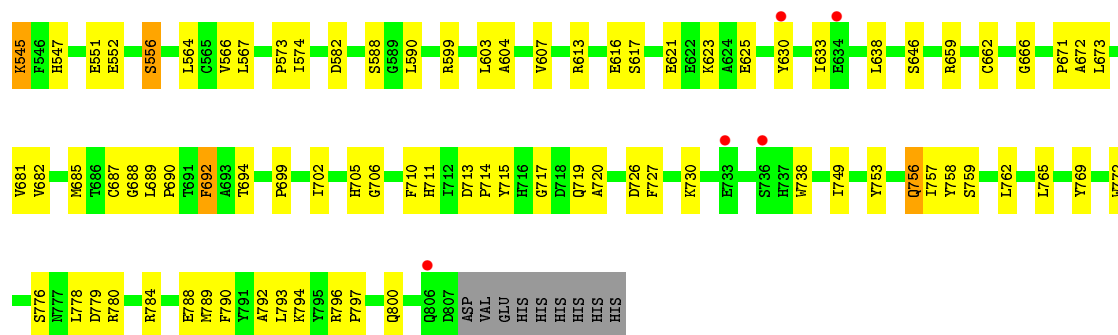 K545 F546 H547 E551 E552 S556 L564 C565 V566 L567 P573 I574 D582 S588 G589 L590 R599 L603 A604 V607 R613 E616 S617 E621 E622 K623 A624 E625 Y630 I633 E634 L638 S646 R659 C662 G666 P671 A672 L673
V681 V682 M685 T686 C687 G688 L689 P690 T691 F692 A693 T694 P699 I702 H705 G706 F710 H711 I712 D713 P714 Y715 H716 G717 D718 Q719 A720 D726 F727 K730 E733 S736 H737 W738 I749 Y753 Q756 I757 Y758 S759 L762 L765 Y769
S776 N777 L778 D779 R780 R784 E788 M789 F790 Y791 A792 L793 K794 Y795 R796 P797 Q800 Q806 D807 ASP VAL GLU HIS HIS HIS HIS HIS HIS